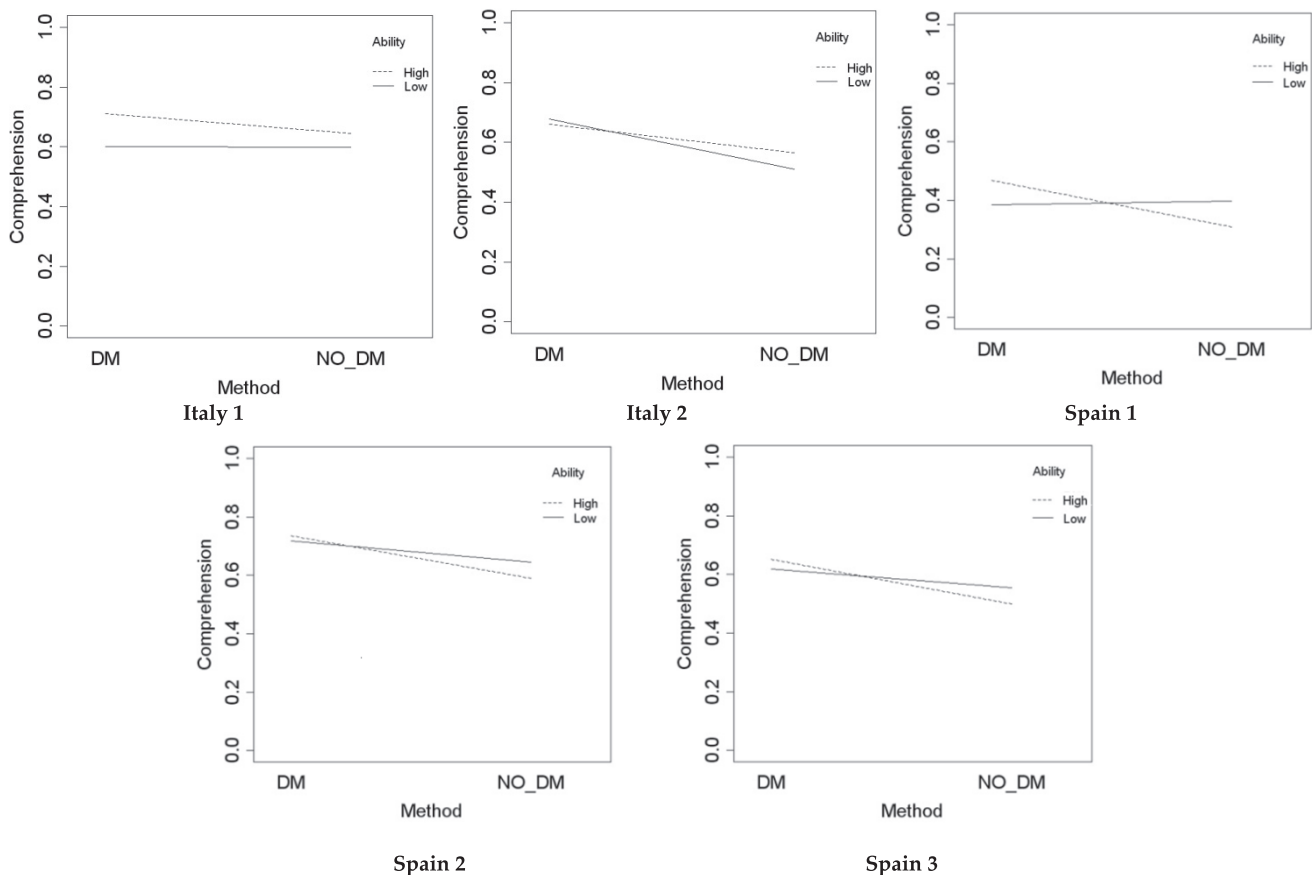 1.0
0.8
0.6
0.4
0.2
0.0
Comprehension
Ability
High
Low
DM
NO_DM
Method
Italy 1
1.0
0.8
0.6
0.4
0.2
0.0
Comprehension
Ability
High
Low
DM
NO_DM
Method
Italy 2
1.0
0.8
0.6
0.4
0.2
0.0
Comprehension
Ability
High
Low
DM
NO_DM
Method
Spain 1
1.0
0.8
0.6
0.4
0.2
0.0
Comprehension
Ability
High
Low
DM
NO_DM
Method
Spain 2
1.0
0.8
0.6
0.4
0.2
0.0
Comprehension
Ability
High
Low
DM
NO_DM
Method
Spain 3